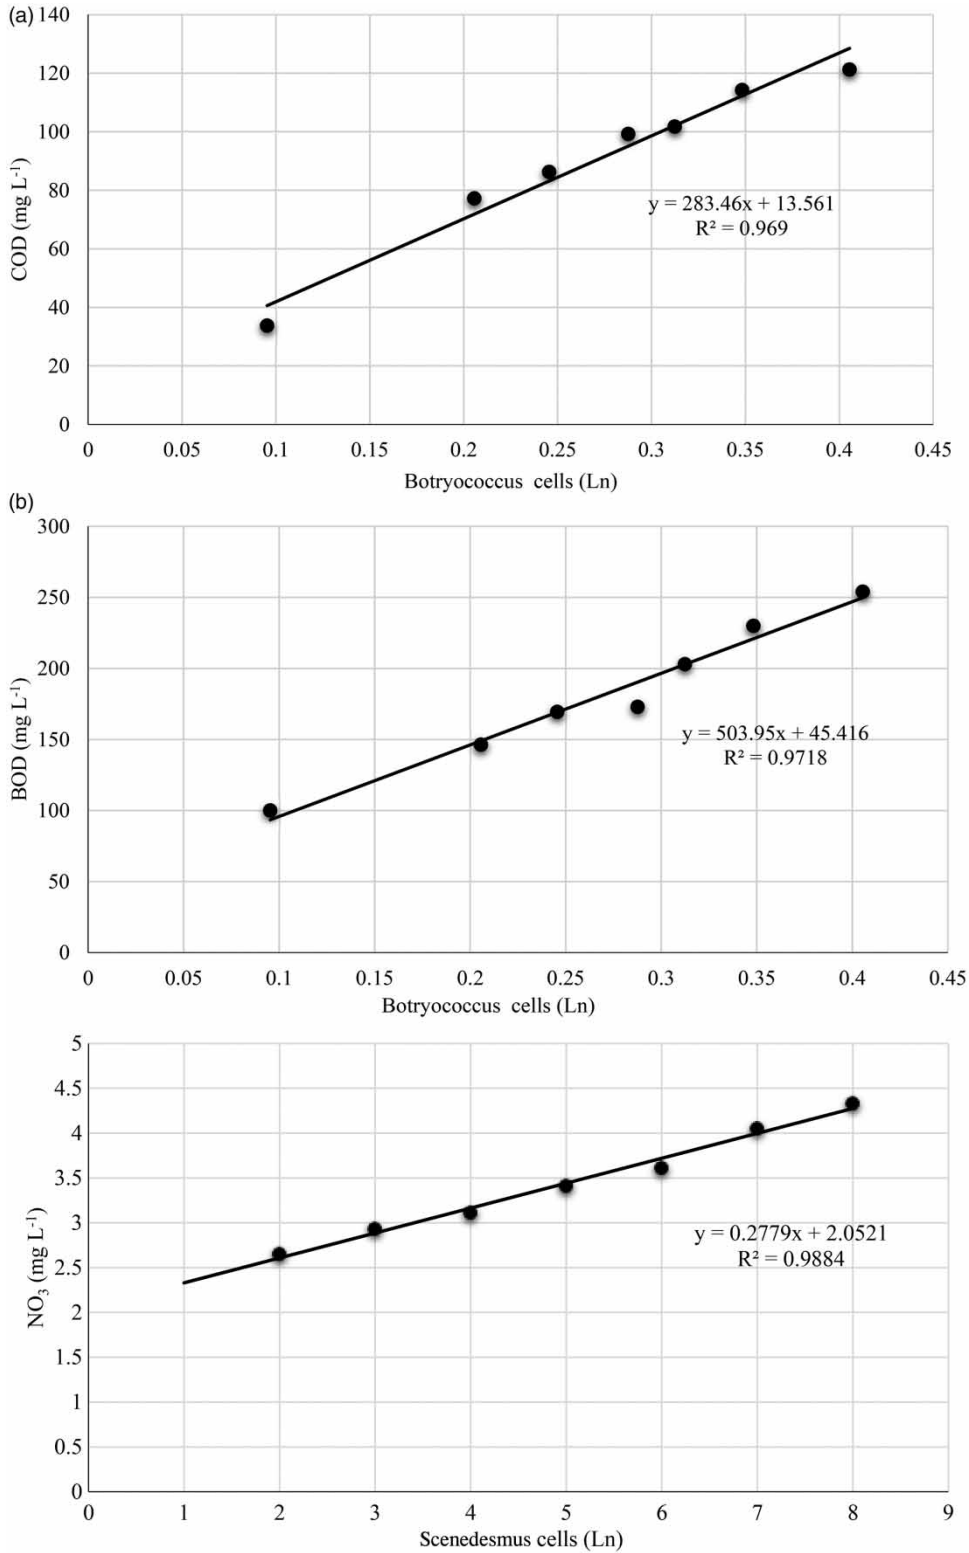 (a)
140
120
100
80
60
40
20
0
COD (mg L⁻¹)
y = 283.46x + 13.561
R² = 0.969
0 0.05 0.1 0.15 0.2 0.25 0.3 0.35 0.4 0.45
Botryococcus cells (Ln)
(b)
300
250
200
150
100
50
0
BOD (mg L⁻¹)
y = 503.95x + 45.416
R² = 0.9718
0 0.05 0.1 0.15 0.2 0.25 0.3 0.35 0.4 0.45
Botryococcus cells (Ln)
5
4.5
4
3.5
3
2.5
2
1.5
1
0.5
0
NO₃ (mg L⁻¹)
y = 0.2779x + 2.0521
R² = 0.9884
0 1 2 3 4 5 6 7 8 9
Scenedesmus cells (Ln)